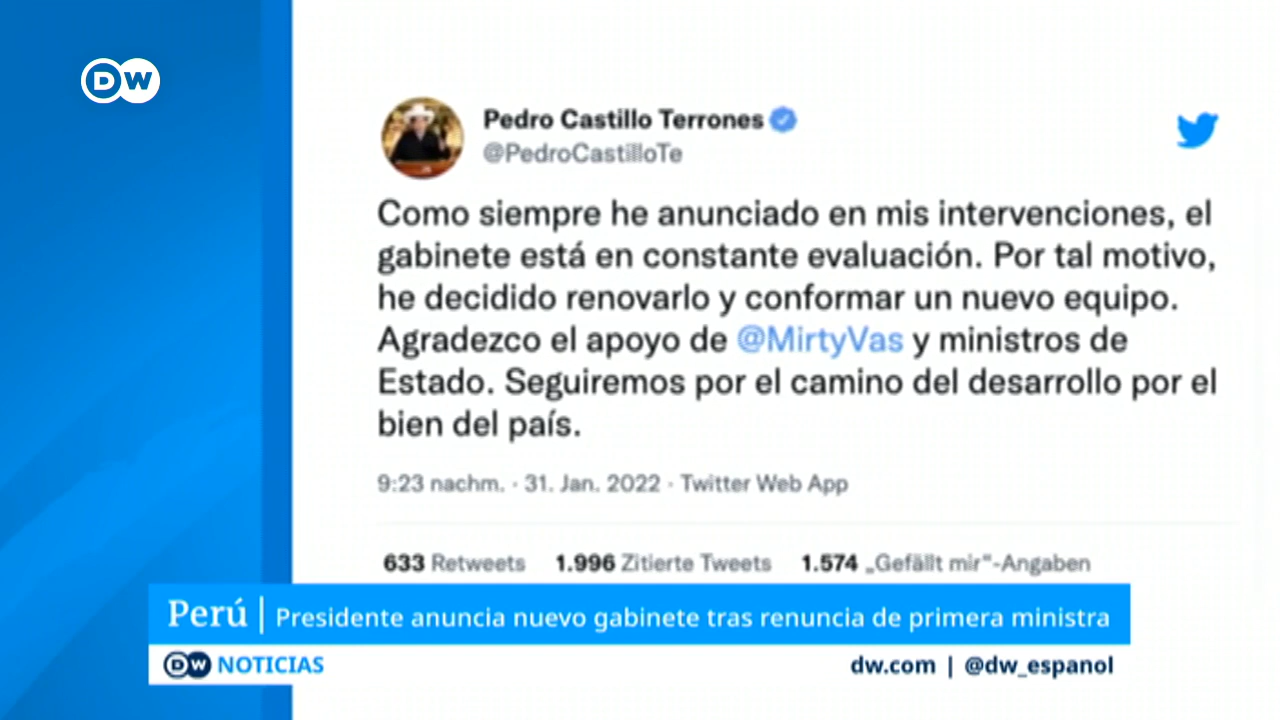 DW
Pedro Castillo Terrones
@PedroCastilloTe
Como siempre he anunciado en mis intervenciones, el
gabinete está en constante evaluación. Por tal motivo,
he decidido renovarlo y conformar un nuevo equipo.
Agradezco el apoyo de @MirtyVas y ministros de
Estado. Seguiremos por el camino del desarrollo por el
bien del país.
9:23 nachm. · 31. Jan. 2022 · Twitter Web App
633 Retweets 1.996 Zitierte Tweets 1.574 „Gefällt mir“-Angaben
Perú | Presidente anuncia nuevo gabinete tras renuncia de primera ministra
DW NOTICIAS dw.com | @dw_espanol